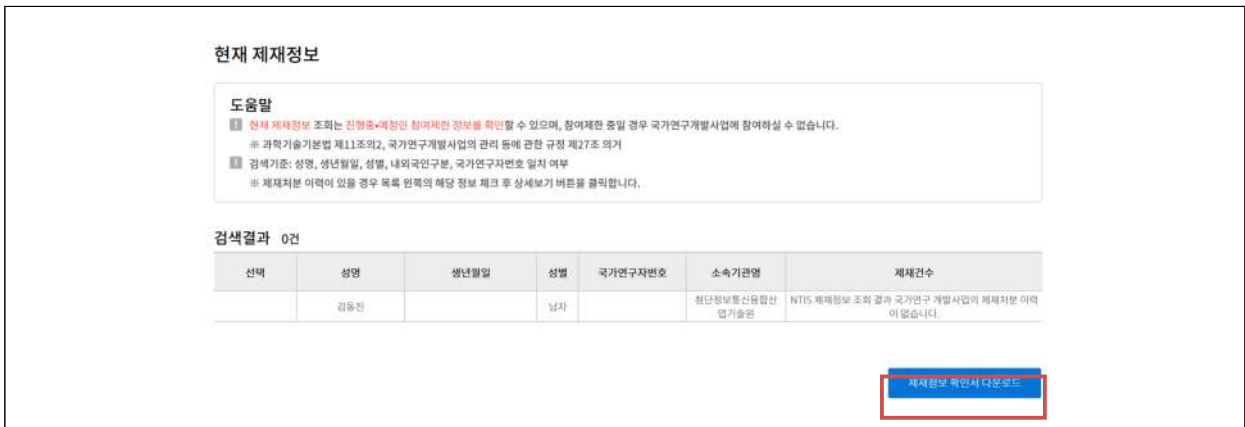 현재 제재정보
도움말
현재 제재정보 조회는 진행중•예정인 참여제한 정보를 확인할 수 있으며, 참여제한 중일 경우 국가연구개발사업에 참여하실 수 없습니다.
※ 과학기술기본법 제11조의2, 국가연구개발사업의 관리 등에 관한 규정 제27조 의거
검색기준: 성명, 생년월일, 성별, 내외국인구분, 국가연구자번호 일치 여부
※ 제재처분 이력이 있을 경우 목록 왼쪽의 해당 정보 체크 후 상세보기 버튼을 클릭합니다.
검색결과 0건
선택 성명 생년월일 성별 국가연구자번호 소속기관명 제재건수
김동진 남자 첨단정보통신융합산 NTIS 제재정보 조회 결과 국가연구 개발사업의 제재처분 이력
업기술원 이 없습니다.
제재정보 확인서 다운로드